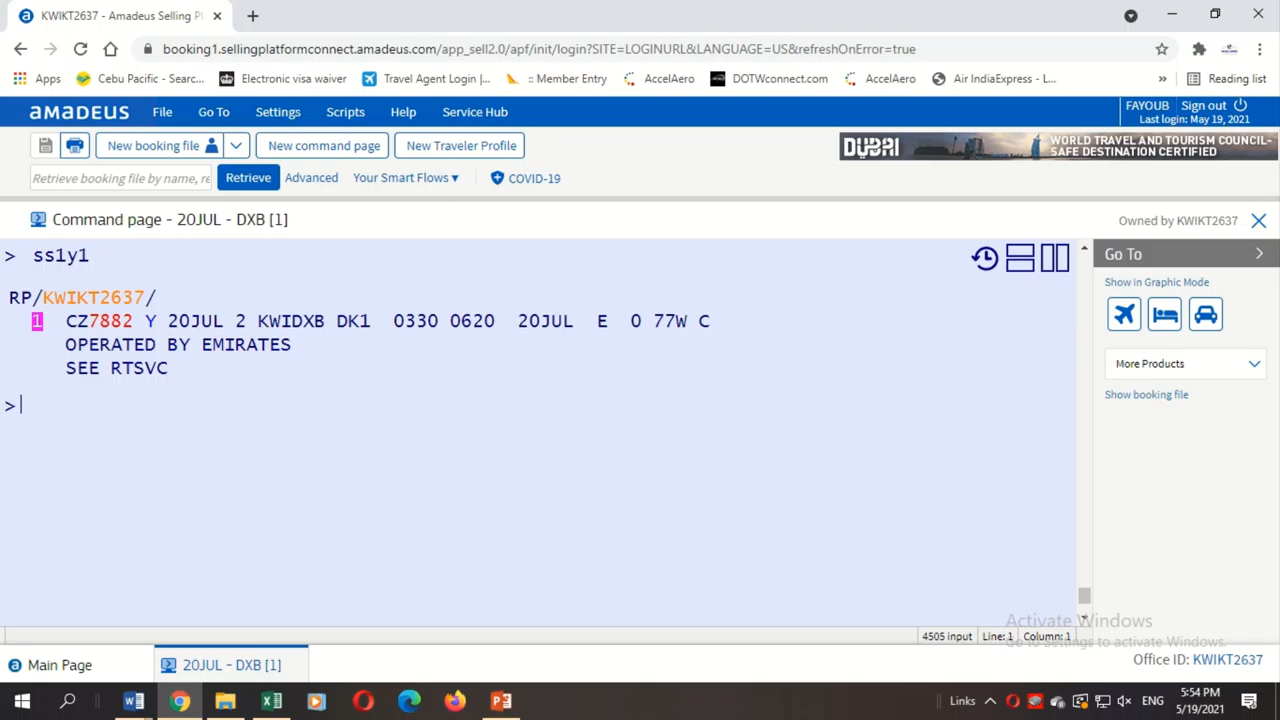 KWIKT2637 - Amadeus Selling Pl
booking1.sellingplatformconnect.amadeus.com/app_sell2.0/apf/init/login?SITE=LOGINURL&LANGUAGE=US&refreshOnError=true
Apps Cebu Pacific - Searc... Electronic visa waiver Travel Agent Login |... :: Member Entry AccelAero DOTWconnect.com AccelAero Air IndiaExpress - L... » Reading list
amadeus File Go To Settings Scripts Help Service Hub FAYOUB Sign out
Last login: May 19, 2021
New booking file New command page New Traveler Profile
DUBAI WORLD TRAVEL AND TOURISM COUNCIL-
SAFE DESTINATION CERTIFIED
Retrieve booking file by name, re Retrieve Advanced Your Smart Flows COVID-19
Command page - 20JUL - DXB [1] Owned by KWIKT2637
> ss1y1
RP/KWIKT2637/
1 CZ7882 Y 20JUL 2 KWIDXB DK1 0330 0620 20JUL E 0 77W C
OPERATED BY EMIRATES
SEE RTSVC
>
Go To
Show in Graphic Mode
More Products
Show booking file
Activate Windows
Go to Settings to activate Windows.
4505 input Line: 1 Column: 1
Main Page 20JUL - DXB [1] Office ID: KWIKT2637
Links ENG 5:54 PM
5/19/2021